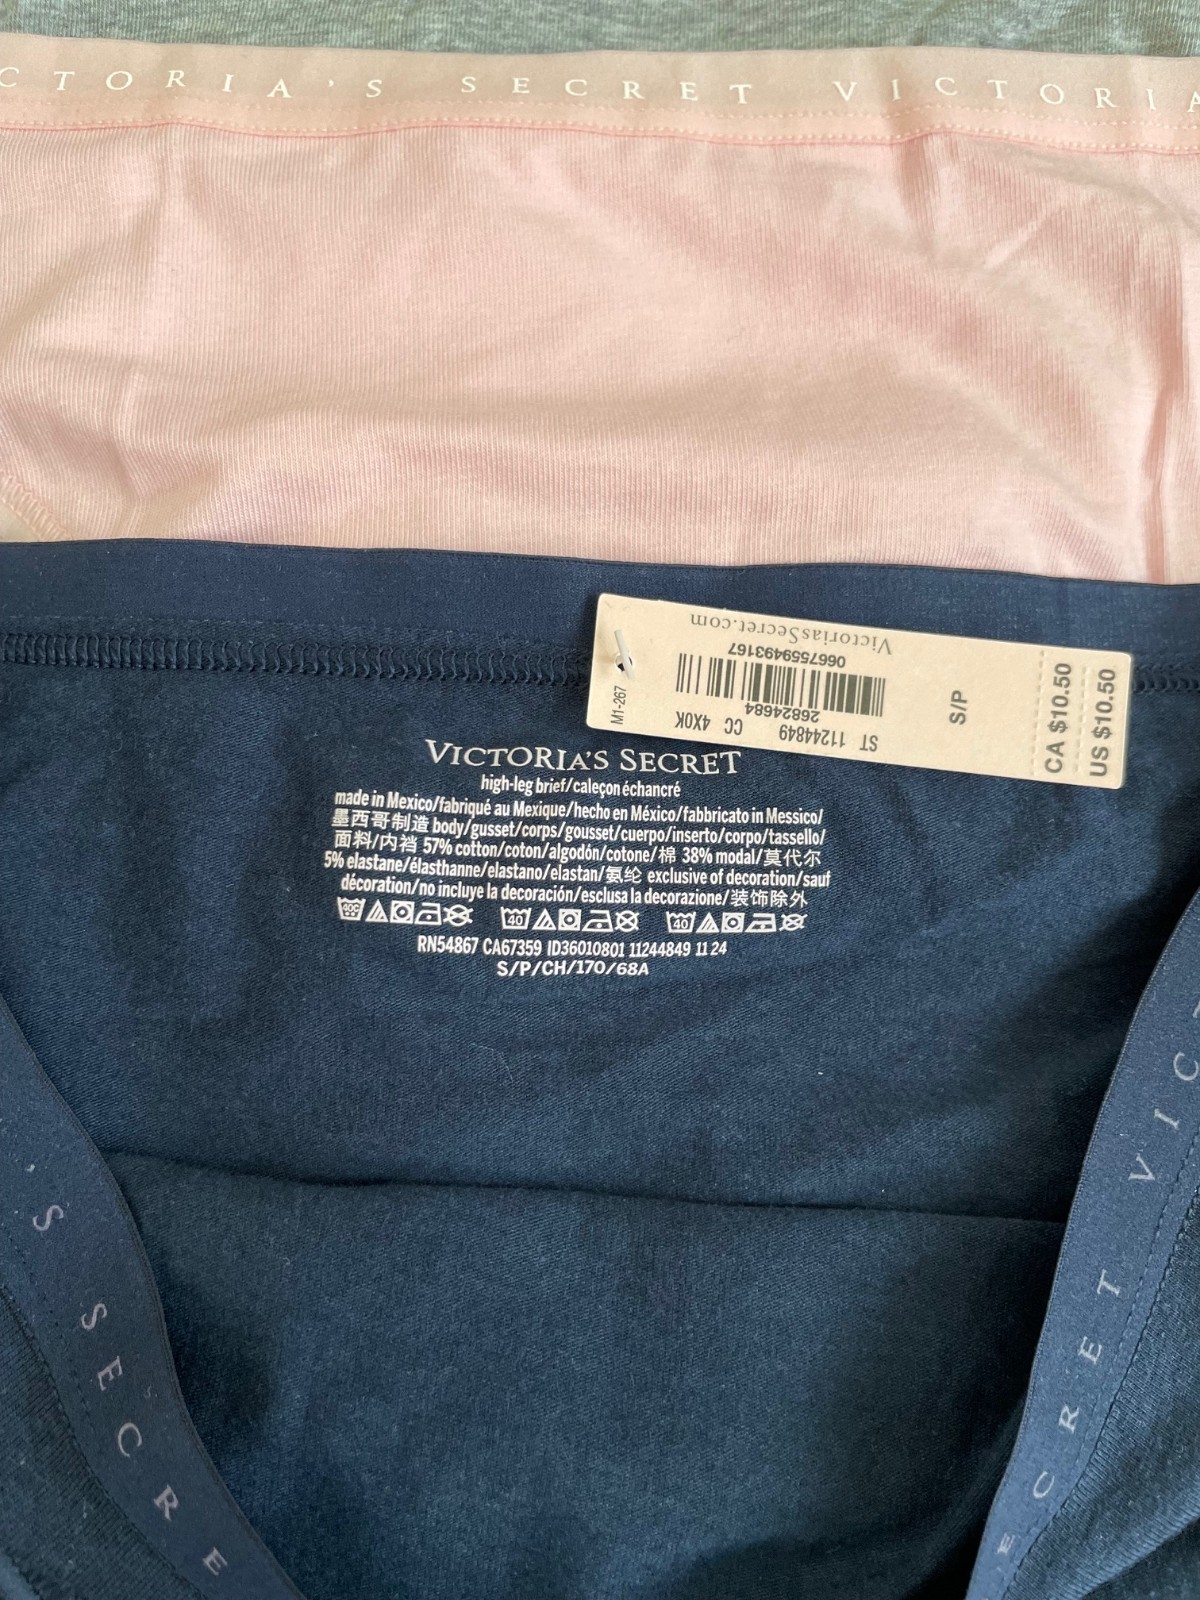 CTORIA'S SECRET VICTORIA
VictoriasSecret.com
0667559493167
26824684
ST 11244849 CC 4X0K
M1-267
S/P
CA $10.50
US $10.50
VICTORIA'S SECRET
high-leg brief/caleçon échancré
made in Mexico/fabriqué au Mexique/hecho en México/fabbricato in Messico/
墨西哥制造 body/gusset/corps/gousset/cuerpo/inserto/corpo/tassello/
面料/内裆 57% cotton/coton/algodón/cotone/棉 38% modal/莫代尔
5% elastane/élasthanne/elastano/elastan/氨纶 exclusive of decoration/sauf
décoration/no incluye la decoración/esclusa la decorazione/装饰除外
40C 40 40
RN54867 CA67359 ID36010801 11244849 11 24
S/P/CH/170/68A
'S SECRE
ECRET VICT